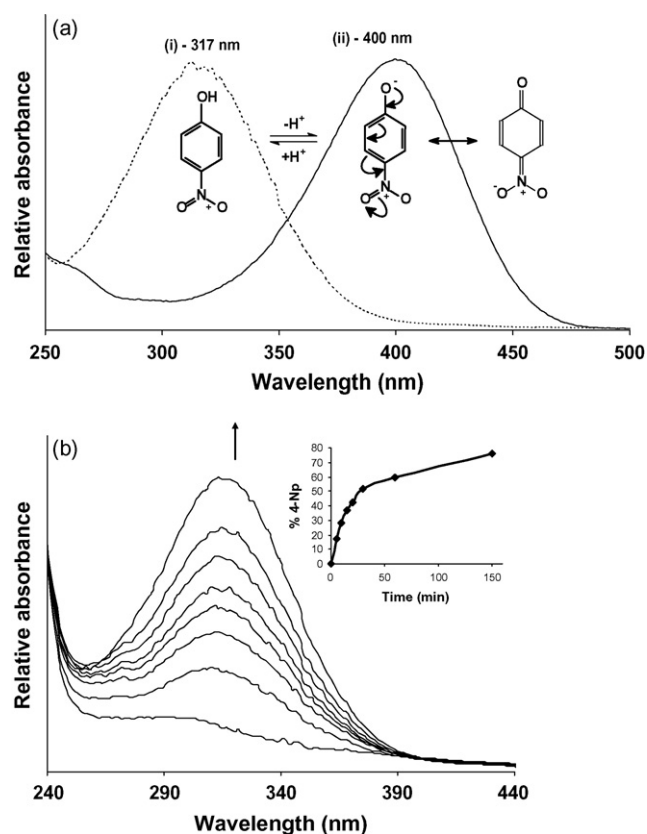 (a)
(i) - 317 nm
(ii) - 400 nm
OH
-H⁺
+H⁺
O N⁺ O⁻
O⁻
O N⁺ O⁻
O
⁻O N⁺ O
Relative absorbance
250 300 350 400 450 500
Wavelength (nm)
(b)
80
70
60
50
40
30
20
10
0
% 4-Np
0 50 100 150
Time (min)
Relative absorbance
240 290 340 390 440
Wavelength (nm)